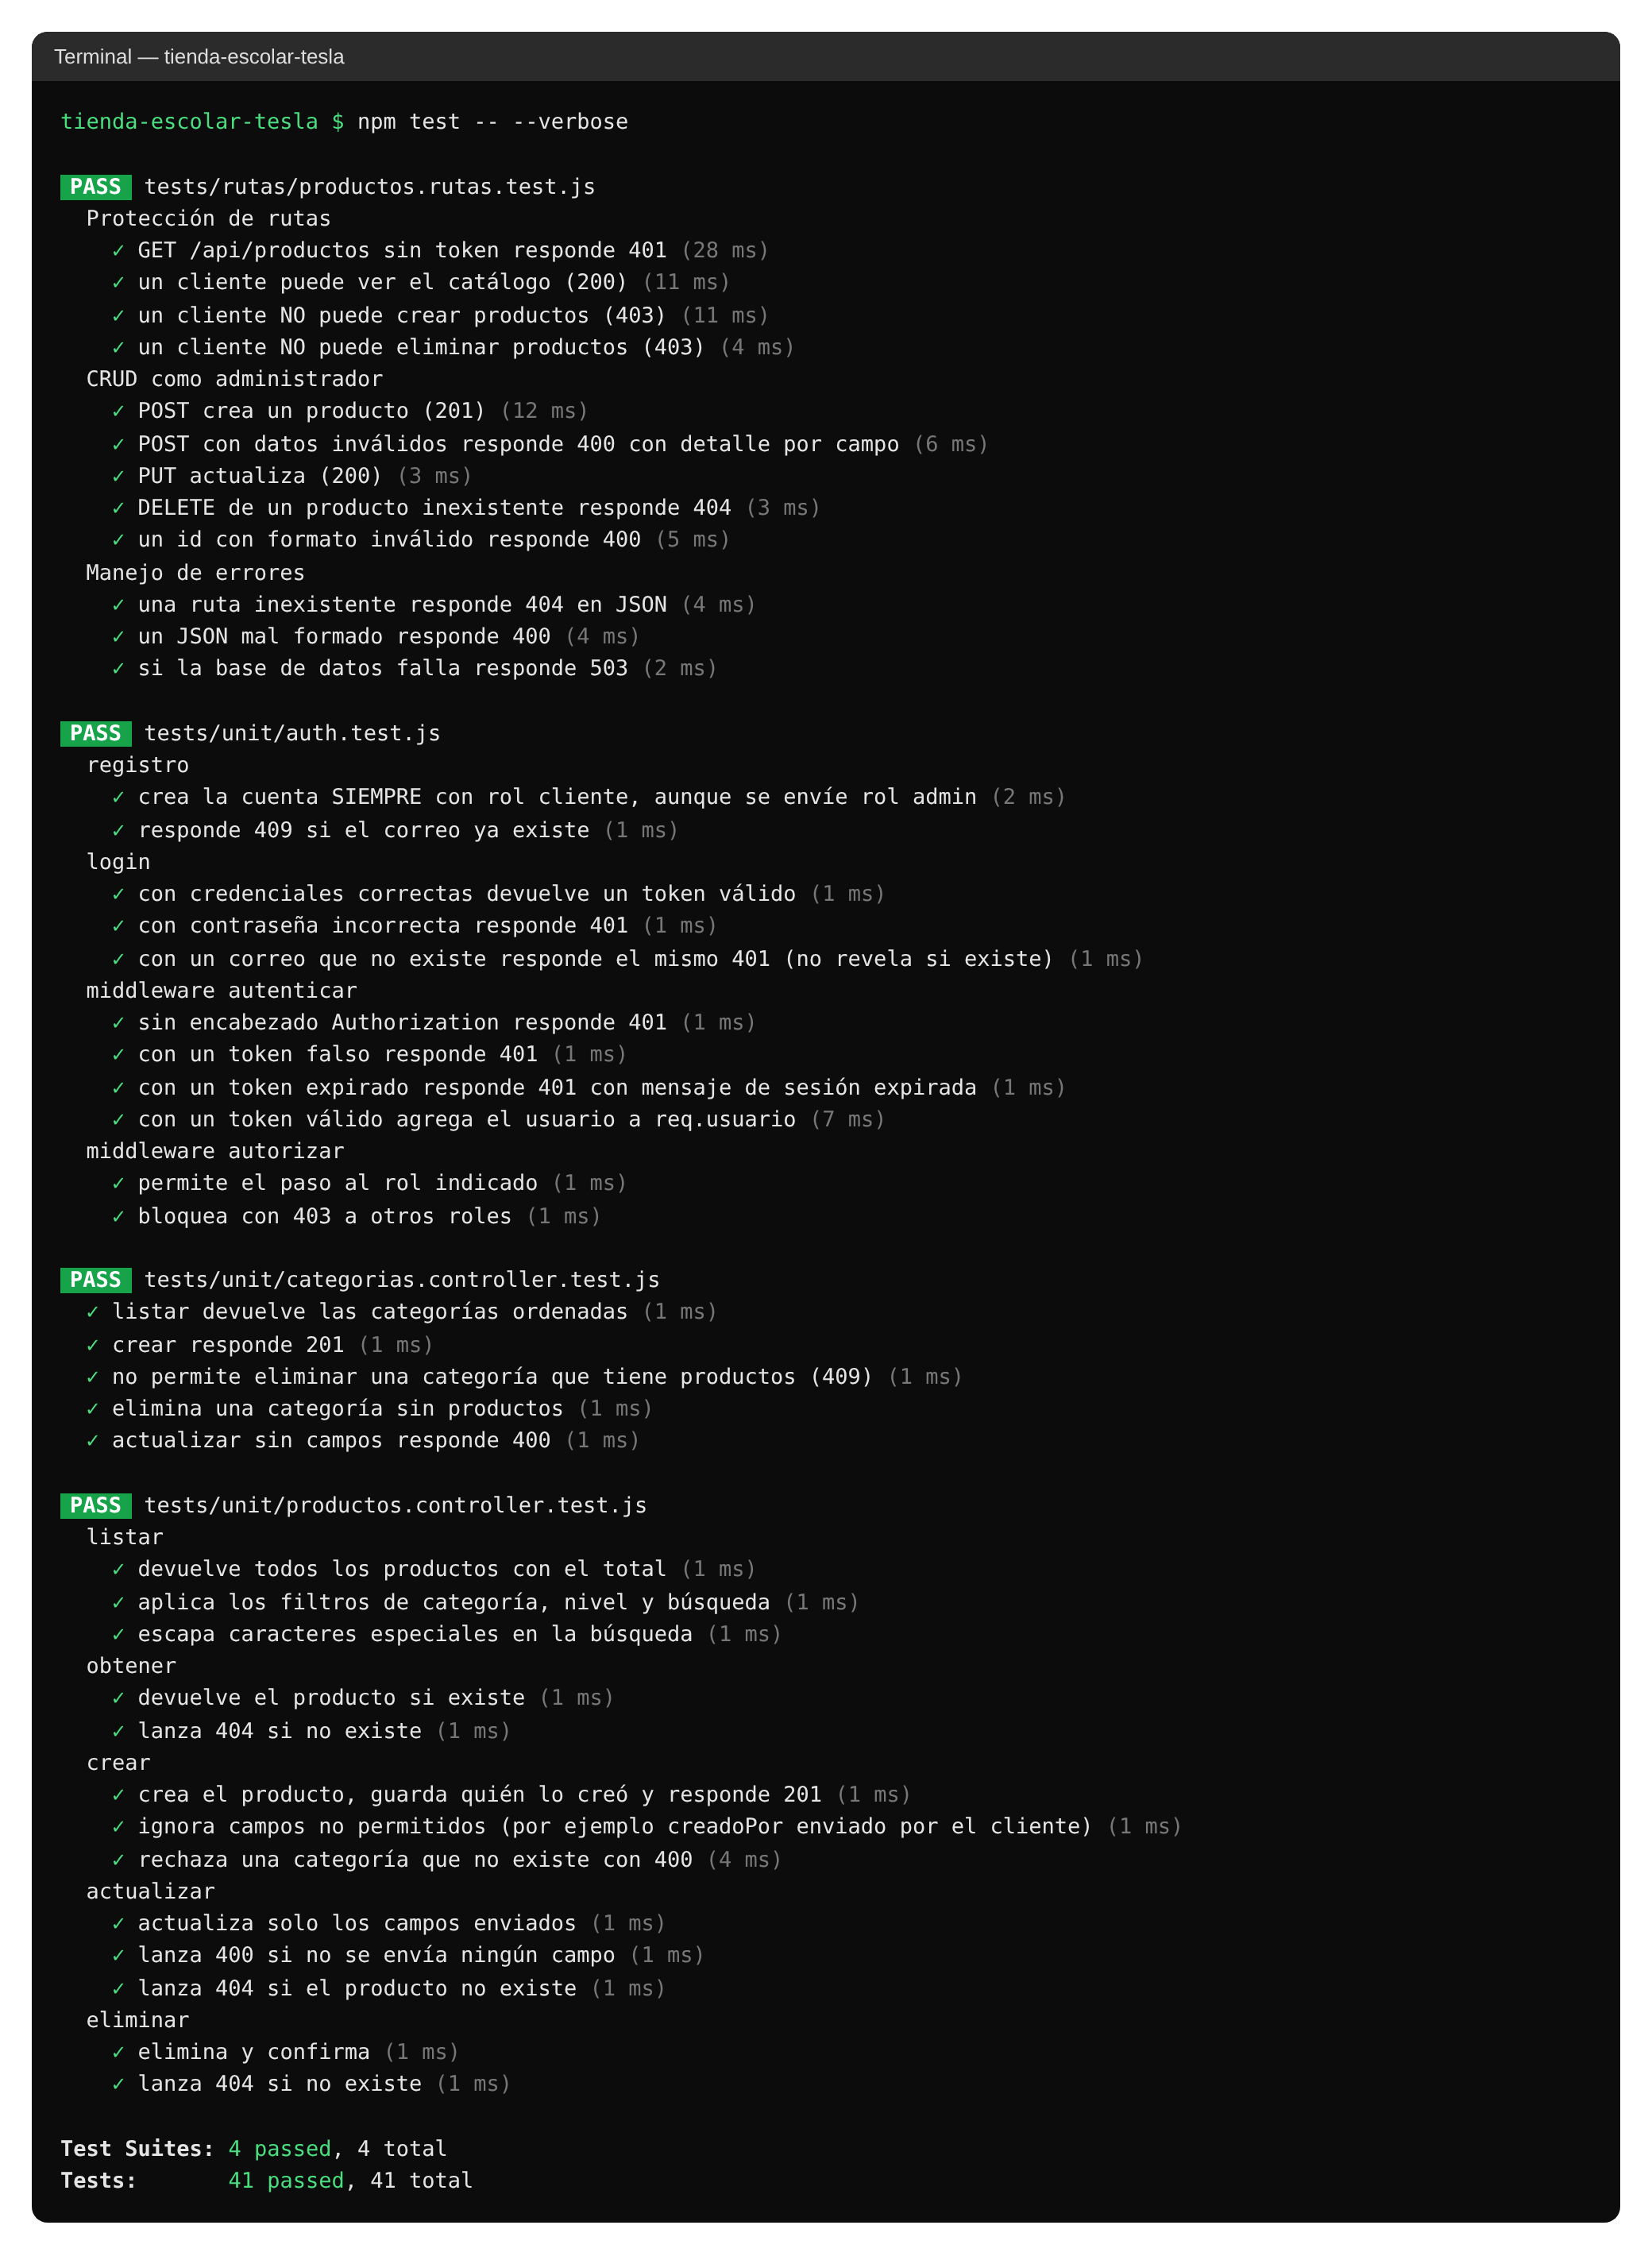 Terminal — tienda-escolar-tesla
tienda-escolar-tesla $ npm test -- --verbose
PASS tests/rutas/productos.rutas.test.js
Protección de rutas
✓ GET /api/productos sin token responde 401 (28 ms)
✓ un cliente puede ver el catálogo (200) (11 ms)
✓ un cliente NO puede crear productos (403) (11 ms)
✓ un cliente NO puede eliminar productos (403) (4 ms)
CRUD como administrador
✓ POST crea un producto (201) (12 ms)
✓ POST con datos inválidos responde 400 con detalle por campo (6 ms)
✓ PUT actualiza (200) (3 ms)
✓ DELETE de un producto inexistente responde 404 (3 ms)
✓ un id con formato inválido responde 400 (5 ms)
Manejo de errores
✓ una ruta inexistente responde 404 en JSON (4 ms)
✓ un JSON mal formado responde 400 (4 ms)
✓ si la base de datos falla responde 503 (2 ms)
PASS tests/unit/auth.test.js
registro
✓ crea la cuenta SIEMPRE con rol cliente, aunque se envíe rol admin (2 ms)
✓ responde 409 si el correo ya existe (1 ms)
login
✓ con credenciales correctas devuelve un token válido (1 ms)
✓ con contraseña incorrecta responde 401 (1 ms)
✓ con un correo que no existe responde el mismo 401 (no revela si existe) (1 ms)
middleware autenticar
✓ sin encabezado Authorization responde 401 (1 ms)
✓ con un token falso responde 401 (1 ms)
✓ con un token expirado responde 401 con mensaje de sesión expirada (1 ms)
✓ con un token válido agrega el usuario a req.usuario (7 ms)
middleware autorizar
✓ permite el paso al rol indicado (1 ms)
✓ bloquea con 403 a otros roles (1 ms)
PASS tests/unit/categorias.controller.test.js
✓ listar devuelve las categorías ordenadas (1 ms)
✓ crear responde 201 (1 ms)
✓ no permite eliminar una categoría que tiene productos (409) (1 ms)
✓ elimina una categoría sin productos (1 ms)
✓ actualizar sin campos responde 400 (1 ms)
PASS tests/unit/productos.controller.test.js
listar
✓ devuelve todos los productos con el total (1 ms)
✓ aplica los filtros de categoría, nivel y búsqueda (1 ms)
✓ escapa caracteres especiales en la búsqueda (1 ms)
obtener
✓ devuelve el producto si existe (1 ms)
✓ lanza 404 si no existe (1 ms)
crear
✓ crea el producto, guarda quién lo creó y responde 201 (1 ms)
✓ ignora campos no permitidos (por ejemplo creadoPor enviado por el cliente) (1 ms)
✓ rechaza una categoría que no existe con 400 (4 ms)
actualizar
✓ actualiza solo los campos enviados (1 ms)
✓ lanza 400 si no se envía ningún campo (1 ms)
✓ lanza 404 si el producto no existe (1 ms)
eliminar
✓ elimina y confirma (1 ms)
✓ lanza 404 si no existe (1 ms)
Test Suites: 4 passed, 4 total
Tests: 41 passed, 41 total